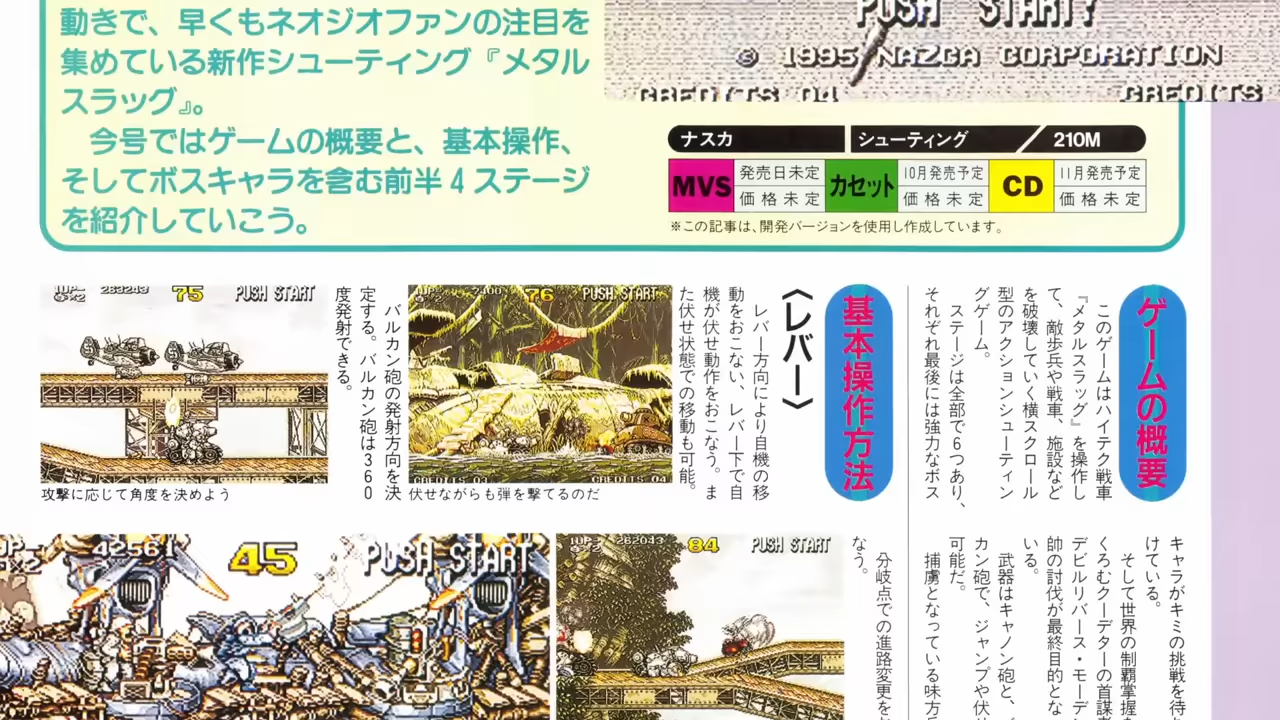 動きで、早くもネオジオファンの注目を
集めている新作シューティング『メタル
スラッグ』。
今号ではゲームの概要と、基本操作、
そしてボスキャラを含む前半4ステージ
を紹介していこう。
PUSH START?
© 1995 NAZCA CORPORATION
CREDITS 04
CREDITS
ナスカ
シューティング
210M
MVS
発売日未定
価格未定
カセット
10月発売予定
価格未定
CD
11月発売予定
価格未定
※この記事は、開発バージョンを使用し作成しています。
ゲームの概要
このゲームはハイテク戦車
『メタルスラッグ』を操作し
て、敵歩兵や戦車、施設など
を破壊していく横スクロール
型のアクションシューティン
グゲーム。
ステージは全部で6つあり、
それぞれ最後には強力なボス
キャラがキミの挑戦を待
けている。
そして世界の制覇掌握
くろむクーデターの首謀
デビルリバース・モーデ
帥の討伐が最終目的とな
いる。
武器はキャノン砲と、
カン砲で、ジャンプや伏
可能だ。
捕虜となっている味方
基本操作方法
〈レバー〉
レバー方向により自機の移
動をおこない、レバー下で自
機が伏せ動作をおこなう。ま
た伏せ状態での移動も可能。
1UP 7400
76
PUSH START
CREDITS 03
CREDITS 04
伏せながらも弾を撃てるのだ
バルカン砲の発射方向を決
定する。バルカン砲は360
度発射できる。
1UP 283243
×2
75
PUSH START
攻撃に応じて角度を決めよう
分岐点での進路変更を
なう。
1UP 262043
×2
84
PUSH START
UP 42561
×2
45
PUSH START